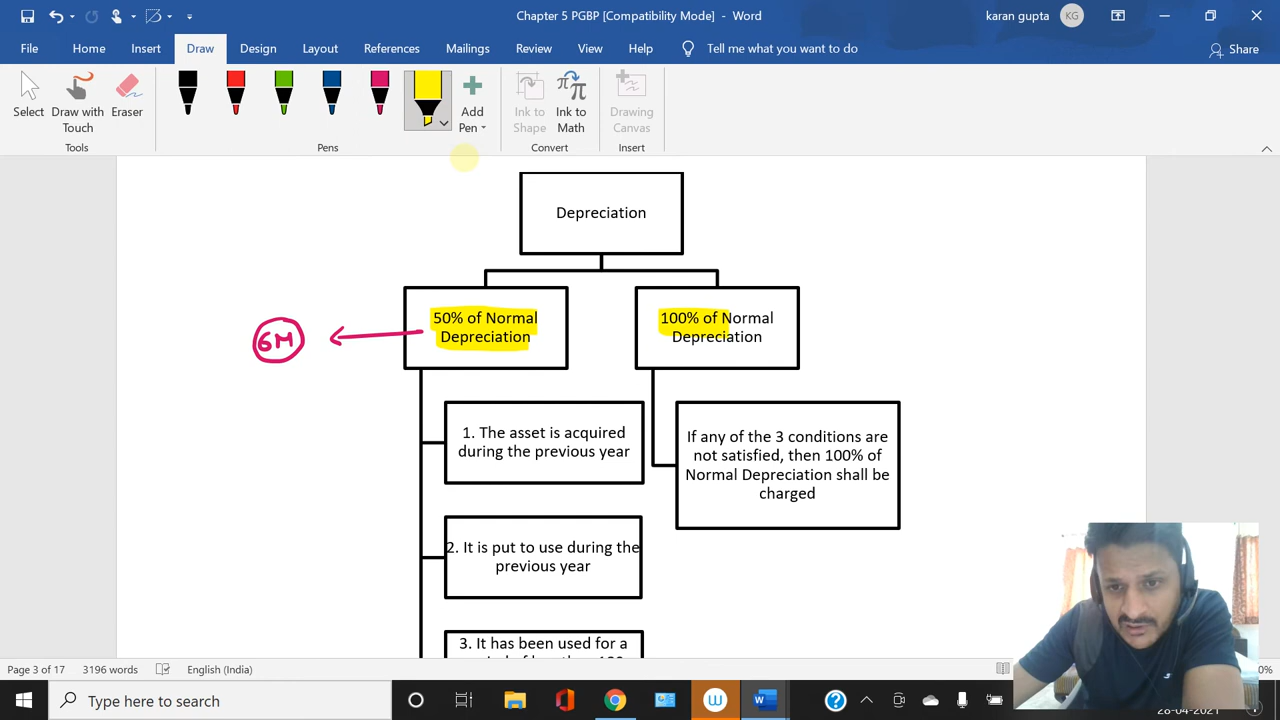 Chapter 5 PGBP [Compatibility Mode] - Word
karan gupta
KG
File
Home
Insert
Draw
Design
Layout
References
Mailings
Review
View
Help
Tell me what you want to do
Share
Select
Draw with
Touch
Eraser
Add
Pen
Ink to
Shape
Ink to
Math
Drawing
Canvas
Tools
Pens
Convert
Insert
Depreciation
50% of Normal
Depreciation
100% of Normal
Depreciation
6M
1. The asset is acquired
during the previous year
If any of the 3 conditions are
not satisfied, then 100% of
Normal Depreciation shall be
charged
2. It is put to use during the
previous year
3. It has been used for a
Page 3 of 17
3196 words
English (India)
0%
Type here to search
28-04-2021